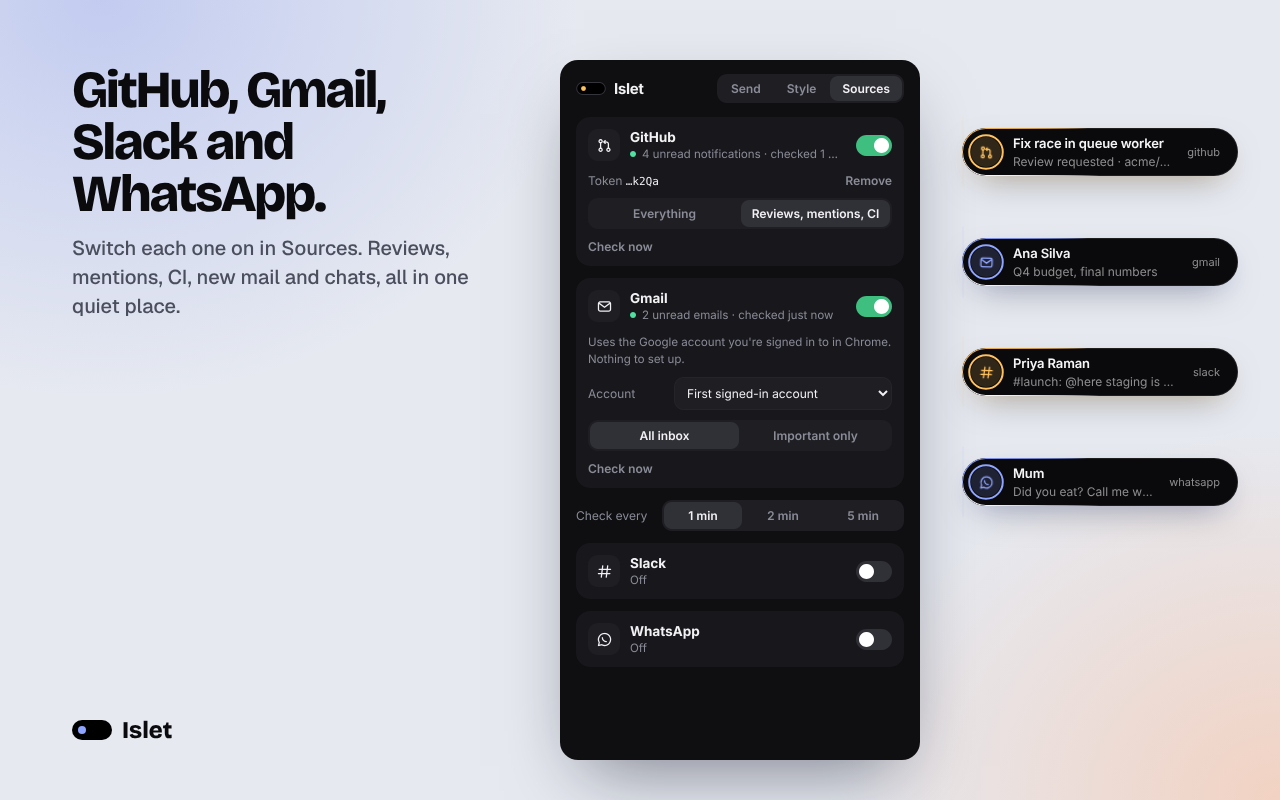 GitHub, Gmail,
Slack and
WhatsApp.
Switch each one on in Sources. Reviews,
mentions, CI, new mail and chats, all in one
quiet place.
Islet
Islet
Send Style Sources
GitHub
4 unread notifications · checked 1 ...
Token …k2Qa Remove
Everything Reviews, mentions, CI
Check now
Gmail
2 unread emails · checked just now
Uses the Google account you're signed in to in Chrome.
Nothing to set up.
Account First signed-in account
All inbox Important only
Check now
Check every 1 min 2 min 5 min
Slack
Off
WhatsApp
Off
Fix race in queue worker
Review requested · acme/... github
Ana Silva
Q4 budget, final numbers gmail
Priya Raman
#launch: @here staging is ... slack
Mum
Did you eat? Call me w... whatsapp